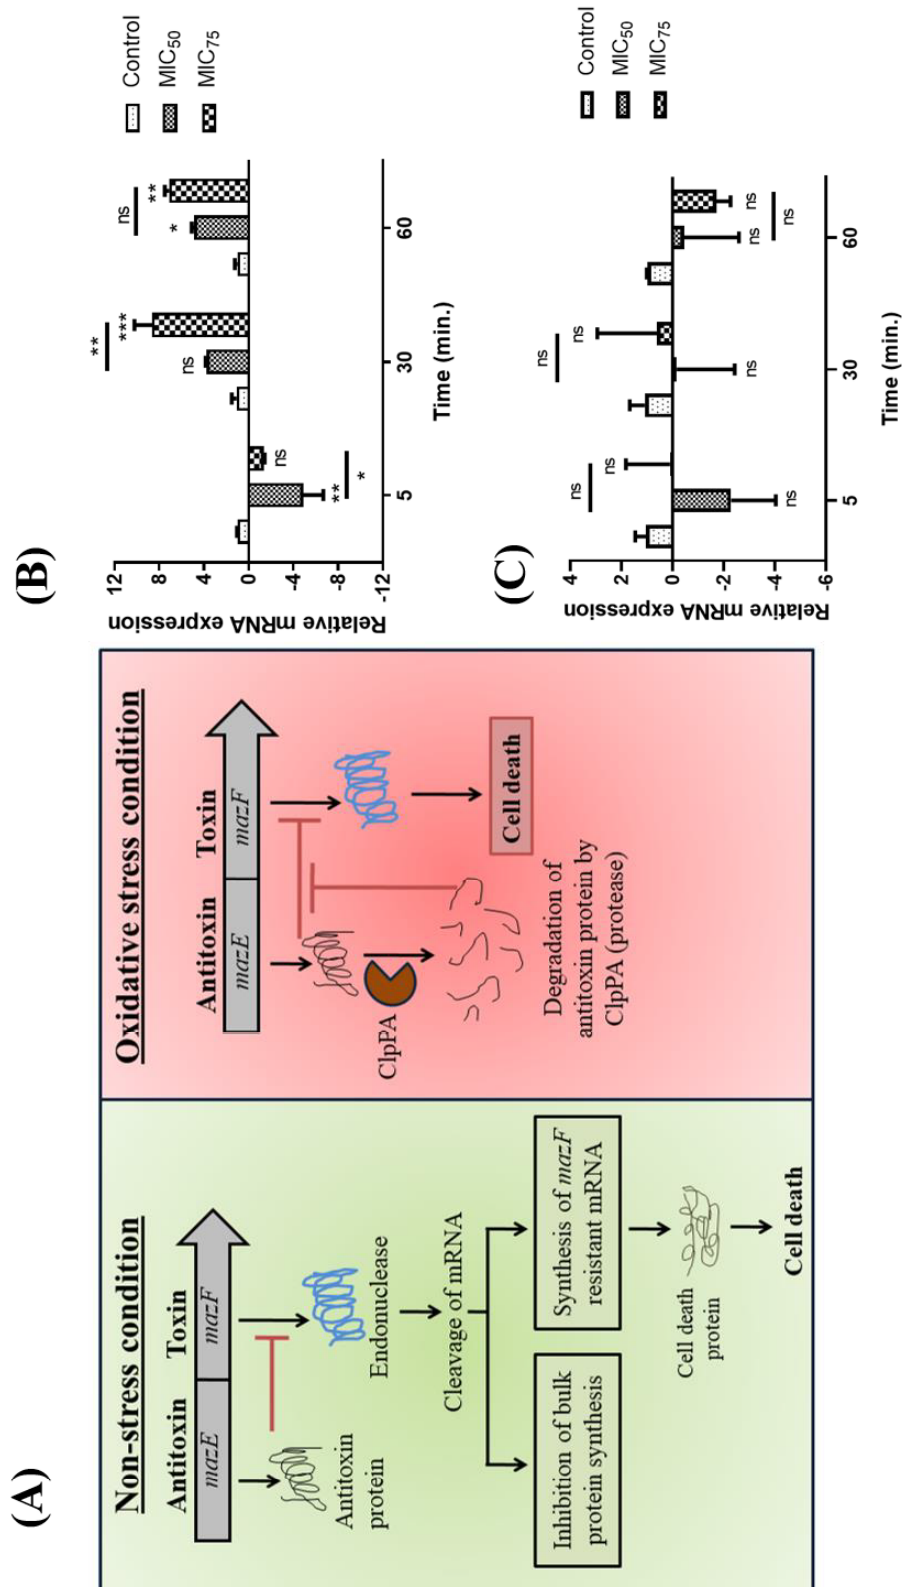 (A)
Non-stress condition
Antitoxin Toxin
mazE mazF
Antitoxin
protein
Endonuclease
Cleavage of mRNA
Inhibition of bulk
protein synthesis
Synthesis of mazF
resistant mRNA
Cell death
protein
Cell death
Oxidative stress condition
Antitoxin Toxin
mazE mazF
ClpPA
Degradation of
antitoxin protein by
ClpPA (protease)
Cell death
(B)
Relative mRNA expression
12
8
4
0
-4
-8
-12
** ns
*
ns ***
**
* **
ns
5 30 60
Time (min.)
Control
MIC50
MIC75
(C)
Relative mRNA expression
4
2
0
-2
-4
-6
ns ns
ns
ns ns
ns
ns ns
ns
5 30 60
Time (min.)
Control
MIC50
MIC75